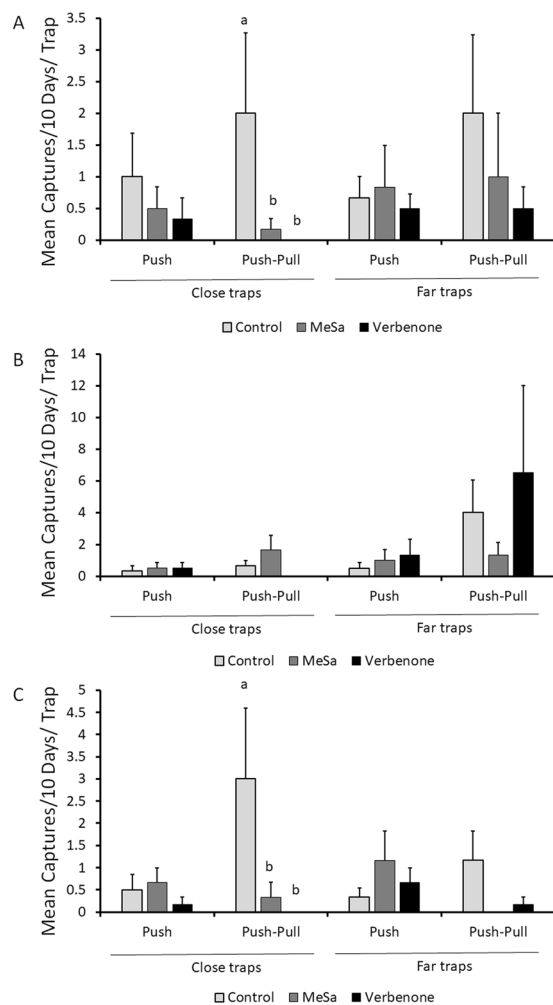 A
Mean Captures/10 Days/ Trap
3.5
3
2.5
2
1.5
1
0.5
0
a
b
b
Push
Push-Pull
Push
Push-Pull
Close traps
Far traps
Control
MeSa
Verbenone
B
Mean Captures/10 Days/ Trap
14
12
10
8
6
4
2
0
Push
Push-Pull
Push
Push-Pull
Close traps
Far traps
Control
MeSa
Verbenone
C
Mean Captures/10 Days/ Trap
5
4.5
4
3.5
3
2.5
2
1.5
1
0.5
0
a
b
b
Push
Push-Pull
Push
Push-Pull
Close traps
Far traps
Control
MeSa
Verbenone